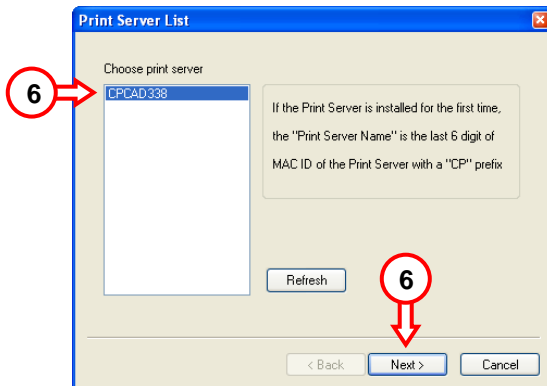 Print Server List
Choose print server
6
CPCAD338
If the Print Server is installed for the first time,
the "Print Server Name" is the last 6 digit of
MAC ID of the Print Server with a "CP" prefix
Refresh
6
< Back
Next >
Cancel